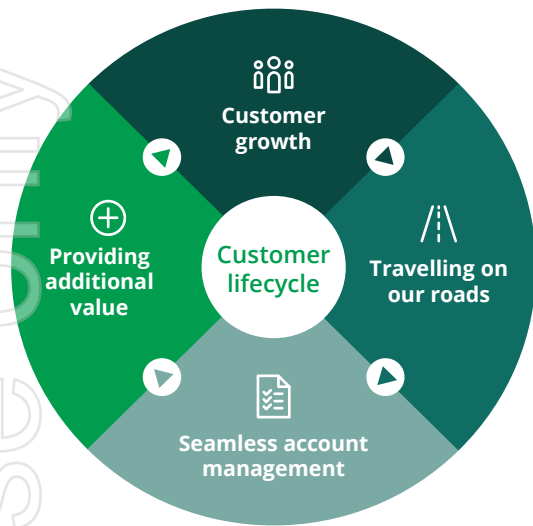 Customer
growth
Customer
lifecycle
Travelling on
our roads
Seamless account
management
Providing
additional
value